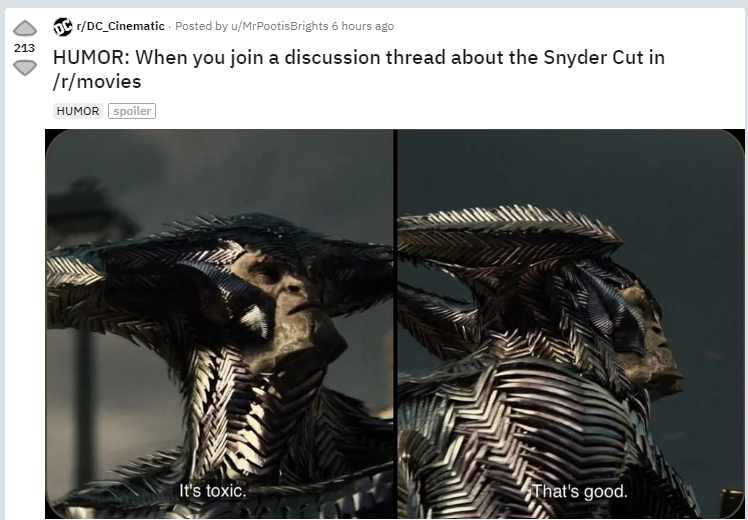 DC r/DC_Cinematic · Posted by u/MrPootisBrights 6 hours ago
213
HUMOR: When you join a discussion thread about the Snyder Cut in
/r/movies
HUMOR spoiler
It's toxic.
That's good.